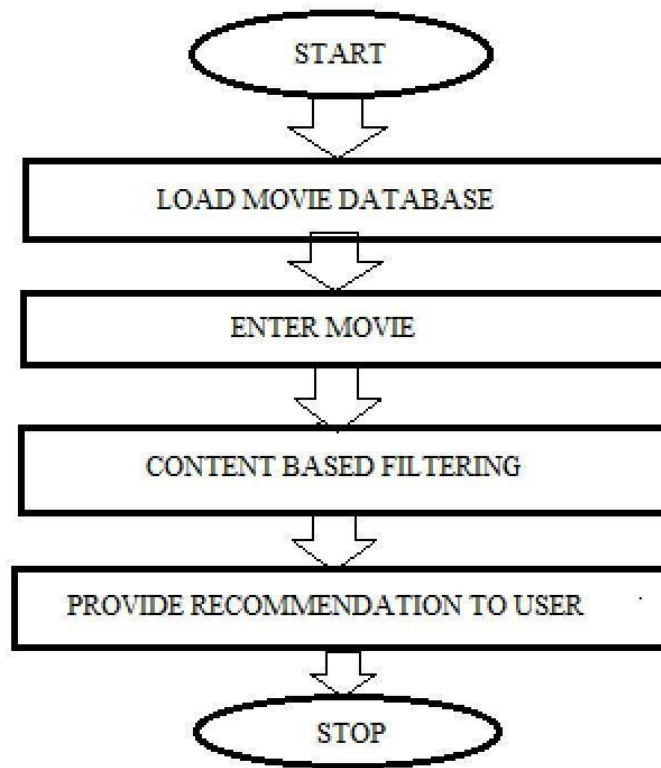 START
LOAD MOVIE DATABASE
ENTER MOVIE
CONTENT BASED FILTERING
PROVIDE RECOMMENDATION TO USER
STOP